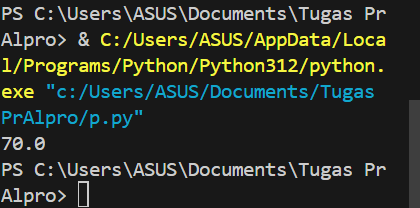 PS C:\Users\ASUS\Documents\Tugas Pr
Alpro> & C:/Users/ASUS/AppData/Loca
l/Programs/Python/Python312/python.
exe "c:/Users/ASUS/Documents/Tugas
PrAlpro/p.py"
70.0
PS C:\Users\ASUS\Documents\Tugas Pr
Alpro>